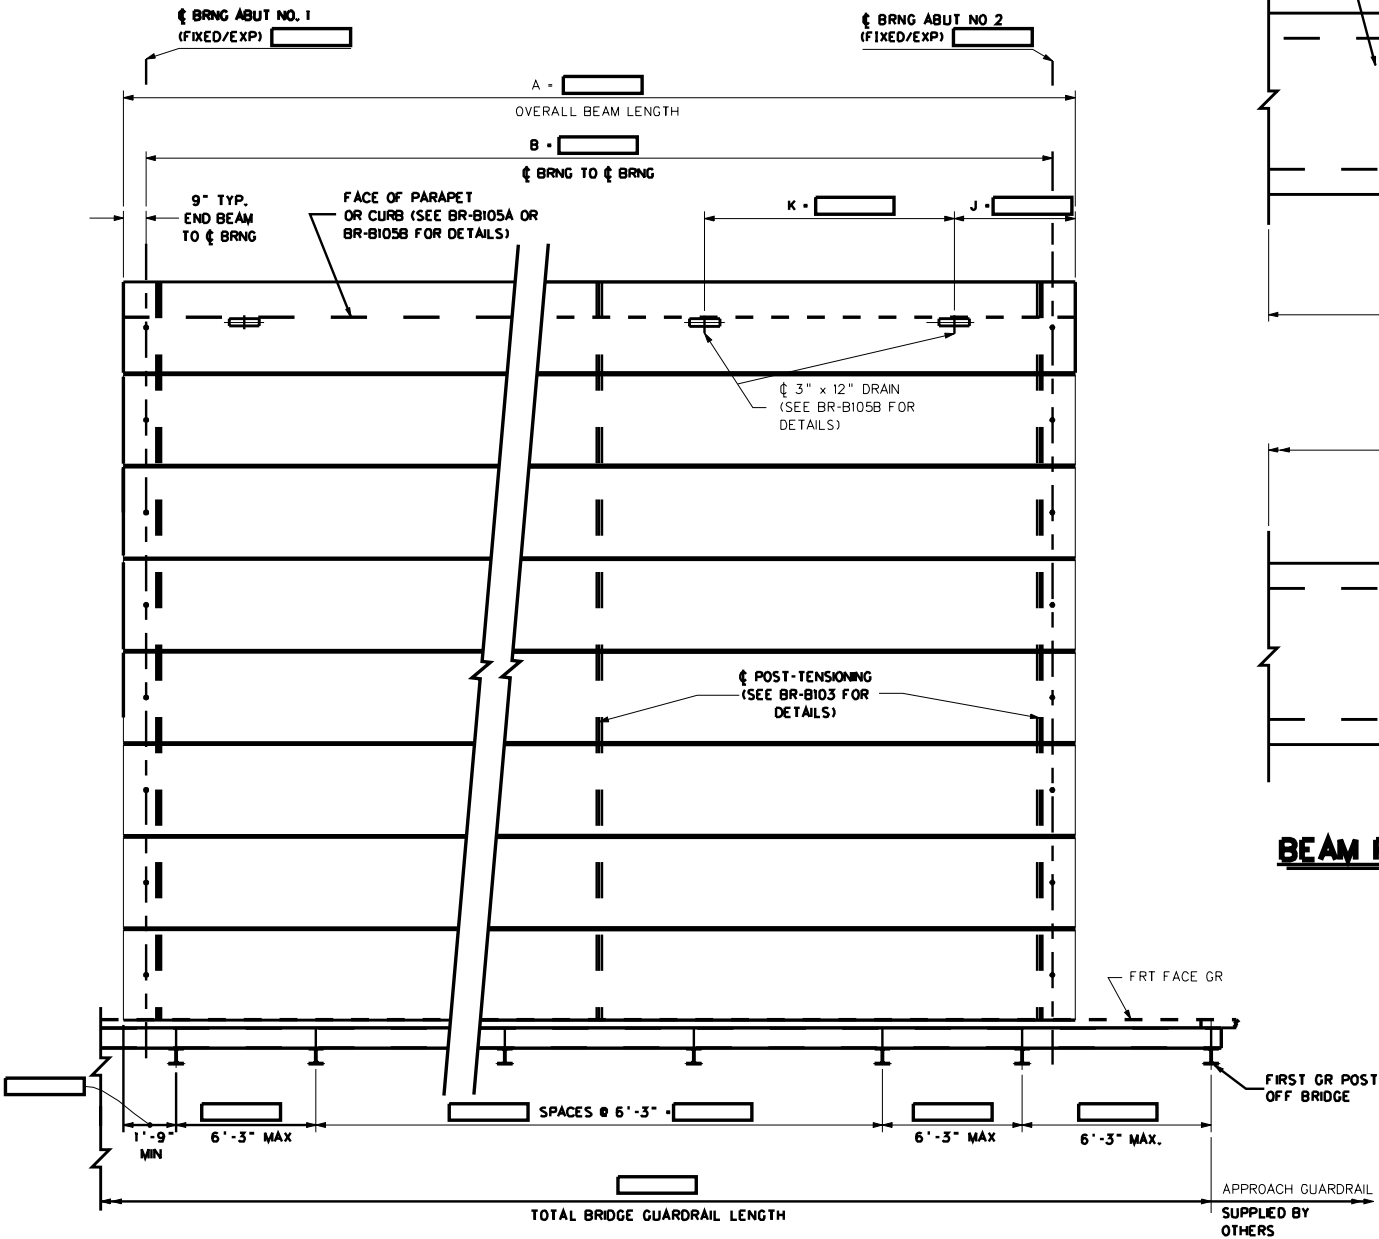 ℄ BRNG ABUT NO. 1
(FIXED/EXP)
℄ BRNG ABUT NO 2
(FIXED/EXP)
A =
OVERALL BEAM LENGTH
B =
℄ BRNG TO ℄ BRNG
9" TYP.
END BEAM
TO ℄ BRNG
FACE OF PARAPET
OR CURB (SEE BR-B105A OR
BR-B105B FOR DETAILS)
K =
J =
℄ 3" x 12" DRAIN
(SEE BR-B105B FOR
DETAILS)
℄ POST-TENSIONING
(SEE BR-B103 FOR
DETAILS)
BEAM
FRT FACE GR
FIRST GR POST
OFF BRIDGE
SPACES @ 6'-3" =
1'-9"
MIN
6'-3" MAX
6'-3" MAX
6'-3" MAX.
TOTAL BRIDGE GUARDRAIL LENGTH
APPROACH GUARDRAIL
SUPPLIED BY
OTHERS